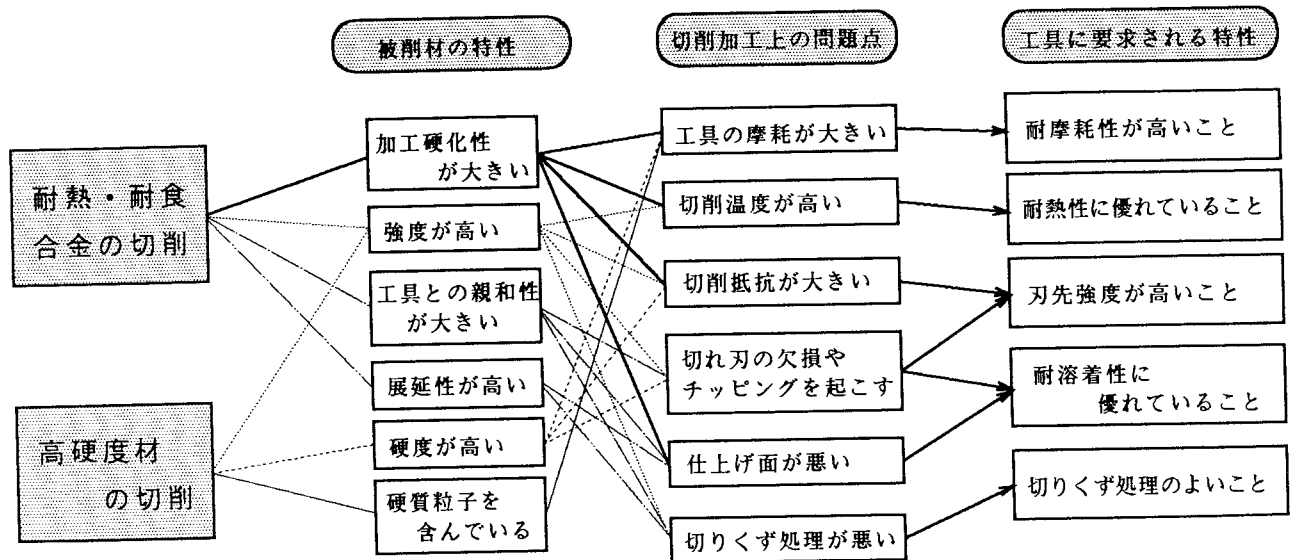 被削材の特性
切削加工上の問題点
工具に要求される特性
耐熱・耐食
合金の切削
高硬度材
の切削
加工硬化性
が大きい
強度が高い
工具との親和性
が大きい
展延性が高い
硬度が高い
硬質粒子を
含んでいる
工具の摩耗が大きい
切削温度が高い
切削抵抗が大きい
切れ刃の欠損や
チッピングを起こす
仕上げ面が悪い
切りくず処理が悪い
耐摩耗性が高いこと
耐熱性に優れていること
刃先強度が高いこと
耐溶着性に
優れていること
切りくず処理のよいこと